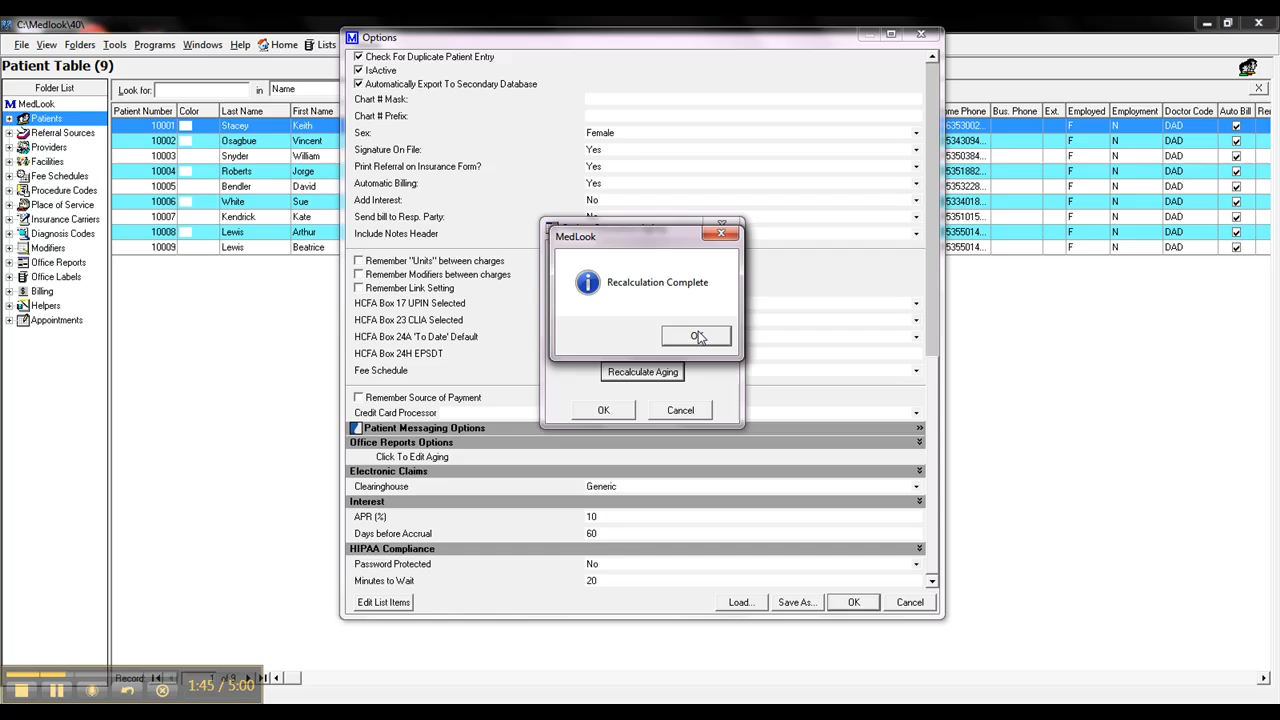 C:\Medlook\40\
File View Folders Tools Programs Windows Help Home Lists
Patient Table (9)
Folder List
MedLook
Patients
Referral Sources
Providers
Facilities
Fee Schedules
Procedure Codes
Place of Service
Insurance Carriers
Diagnosis Codes
Modifiers
Office Reports
Office Labels
Billing
Helpers
Appointments
Look for: in Name
Patient Number Color Last Name First Name
10001 Stacey Keith
10002 Osagbue Vincent
10003 Snyder William
10004 Roberts Jorge
10005 Bendler David
10006 White Sue
10007 Kendrick Kate
10008 Lewis Arthur
10009 Lewis Beatrice
Options
Check For Duplicate Patient Entry
IsActive
Automatically Export To Secondary Database
Chart # Mask:
Chart # Prefix:
Sex: Female
Signature On File: Yes
Print Referral on Insurance Form? Yes
Automatic Billing: Yes
Add Interest: No
Send bill to Resp. Party:
Include Notes Header
Remember "Units" between charges
Remember Modifiers between charges
Remember Link Setting
HCFA Box 17 UPIN Selected
HCFA Box 23 CLIA Selected
HCFA Box 24A 'To Date' Default
HCFA Box 24H EPSDT
Fee Schedule
Remember Source of Payment
Credit Card Processor
Patient Messaging Options
Office Reports Options
Click To Edit Aging
Electronic Claims
Clearinghouse Generic
Interest
APR (%) 10
Days before Accrual 60
HIPAA Compliance
Password Protected No
Minutes to Wait 20
Edit List Items Load... Save As... OK Cancel
MedLook
Recalculation Complete
Recalculate Aging
OK Cancel
ome Phone Bus. Phone Ext. Employed Employment Doctor Code Auto Bill Re
5353002... F N DAD
5343094... F N DAD
5350384... F N DAD
5351882... F N DAD
5353228... F N DAD
5334018... F N DAD
5351015... F N DAD
5355014... F N DAD
5355014... F N DAD
Record: 1 of 9
1:45 / 5:00